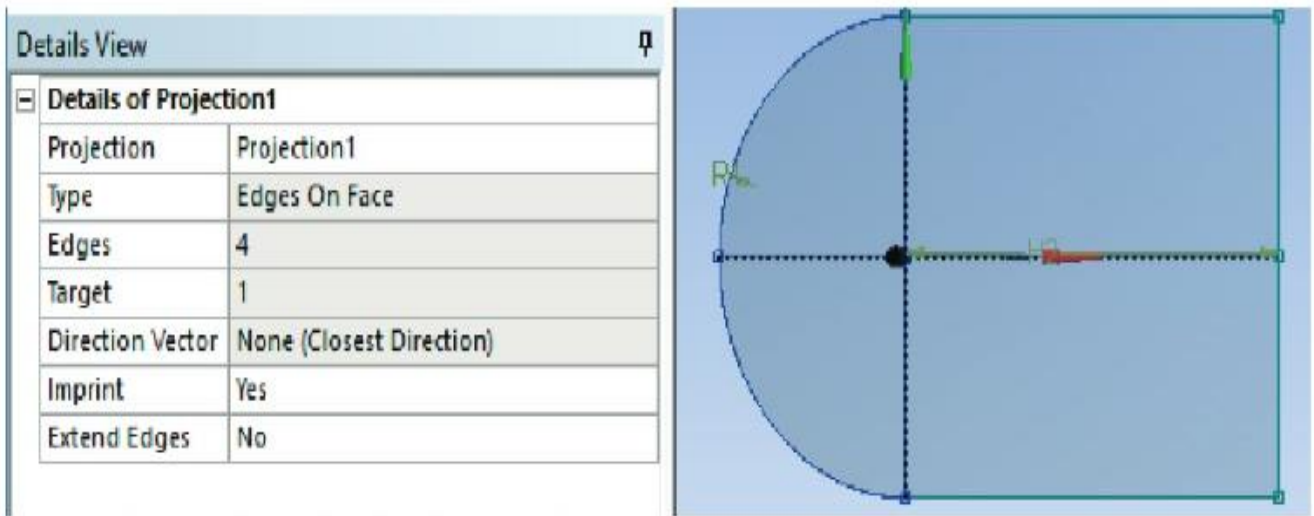 Details View
Details of Projection1
Projection Projection1
Type Edges On Face
Edges 4
Target 1
Direction Vector None (Closest Direction)
Imprint Yes
Extend Edges No